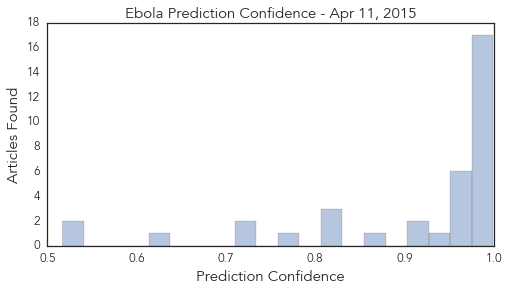 Ebola Prediction Confidence - Apr 11, 2015
18
16
14
12
10
8
6
4
2
0
Articles Found
0.5 0.6 0.7 0.8 0.9 1.0
Prediction Confidence